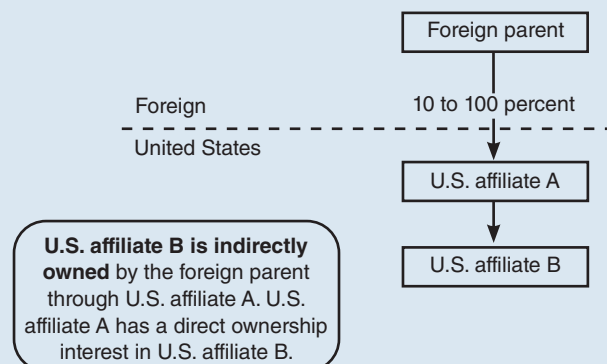 Foreign parent
Foreign
10 to 100 percent
United States
U.S. affiliate A
U.S. affiliate B
U.S. affiliate B is indirectly
owned by the foreign parent
through U.S. affiliate A. U.S.
affiliate A has a direct ownership
interest in U.S. affiliate B.